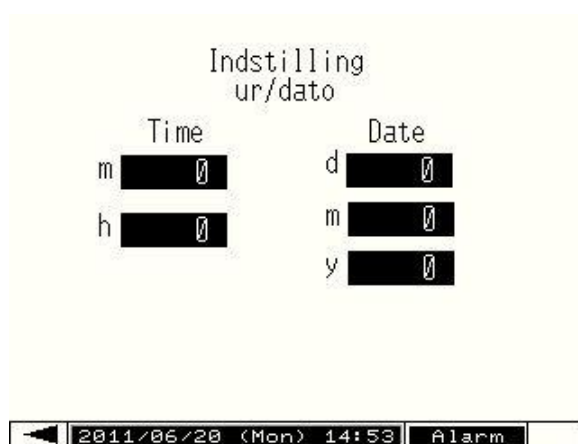 Indstilling
ur/dato
Time Date
m 0 d 0
h 0 m 0
y 0
2011/06/20 (Mon) 14:53 Alarm